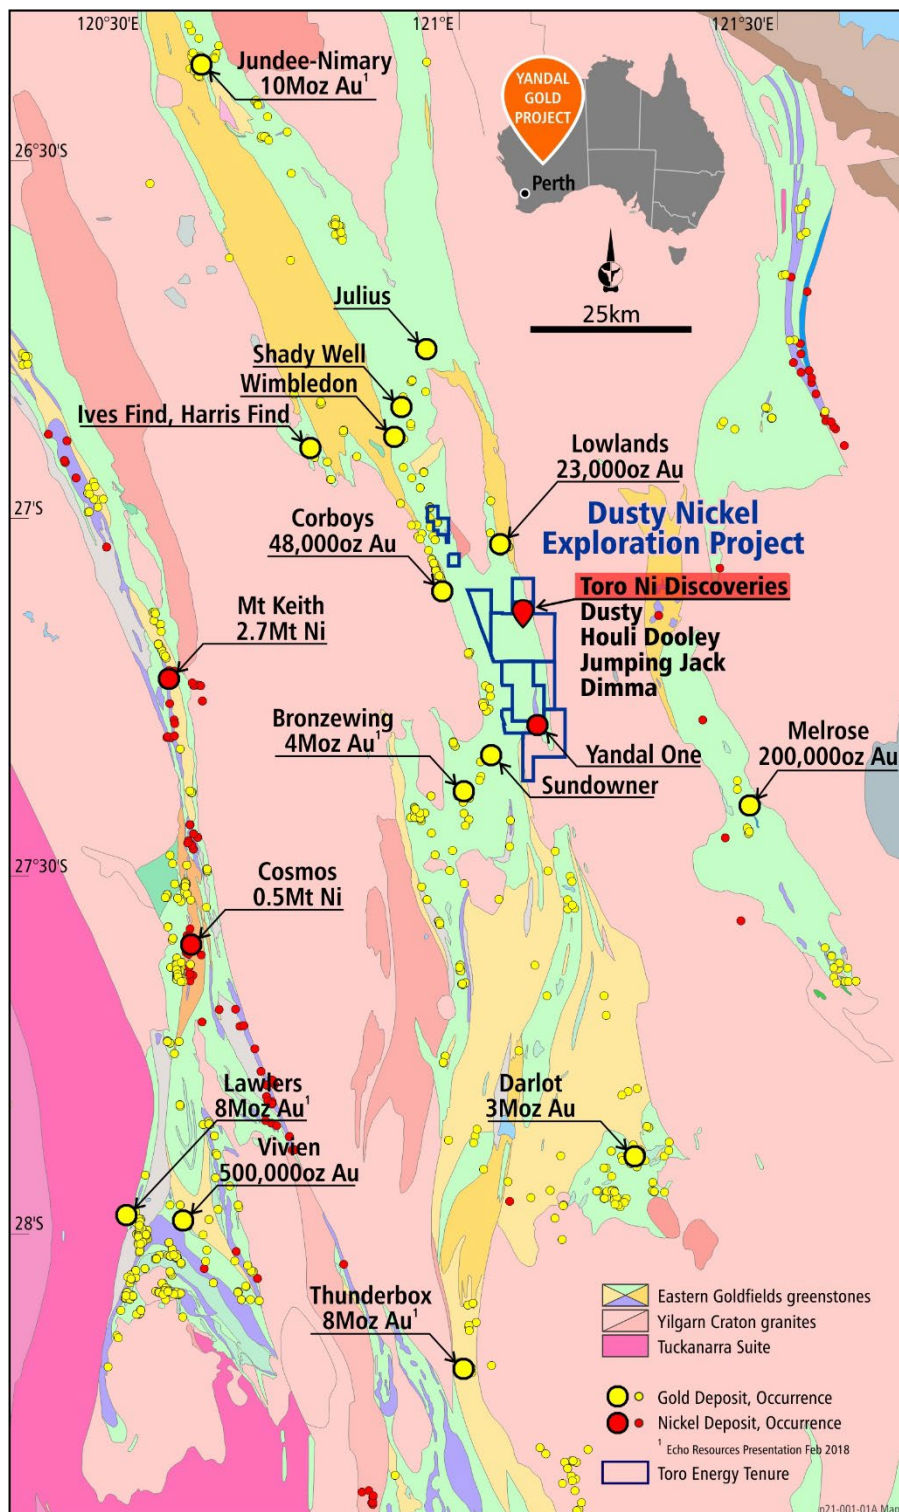 120°30'E
121°E
121°30'E
Jundee-Nimary
10Moz Au¹
YANDAL
GOLD
PROJECT
26°30'S
Perth
25km
Julius
Shady Well
Wimbledon
Ives Find, Harris Find
Lowlands
23,000oz Au
27°S
Corboys
48,000oz Au
Dusty Nickel
Exploration Project
Toro Ni Discoveries
Dusty
Houli Dooley
Jumping Jack
Dimma
Mt Keith
2.7Mt Ni
Bronzewing
4Moz Au¹
Yandal One
Sundowner
Melrose
200,000oz Au
27°30'S
Cosmos
0.5Mt Ni
Lawlers
8Moz Au¹
Vivien
500,000oz Au
Darlot
3Moz Au
28°S
Thunderbox
8Moz Au¹
Eastern Goldfields greenstones
Yilgarn Craton granites
Tuckanarra Suite
Gold Deposit, Occurrence
Nickel Deposit, Occurrence
¹ Echo Resources Presentation Feb 2018
Toro Energy Tenure